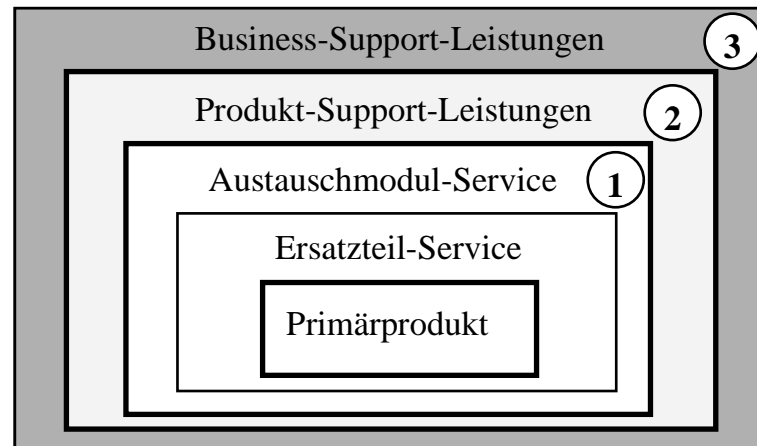 Business-Support-Leistungen 3
Produkt-Support-Leistungen 2
Austauschmodul-Service 1
Ersatzteil-Service
Primärprodukt